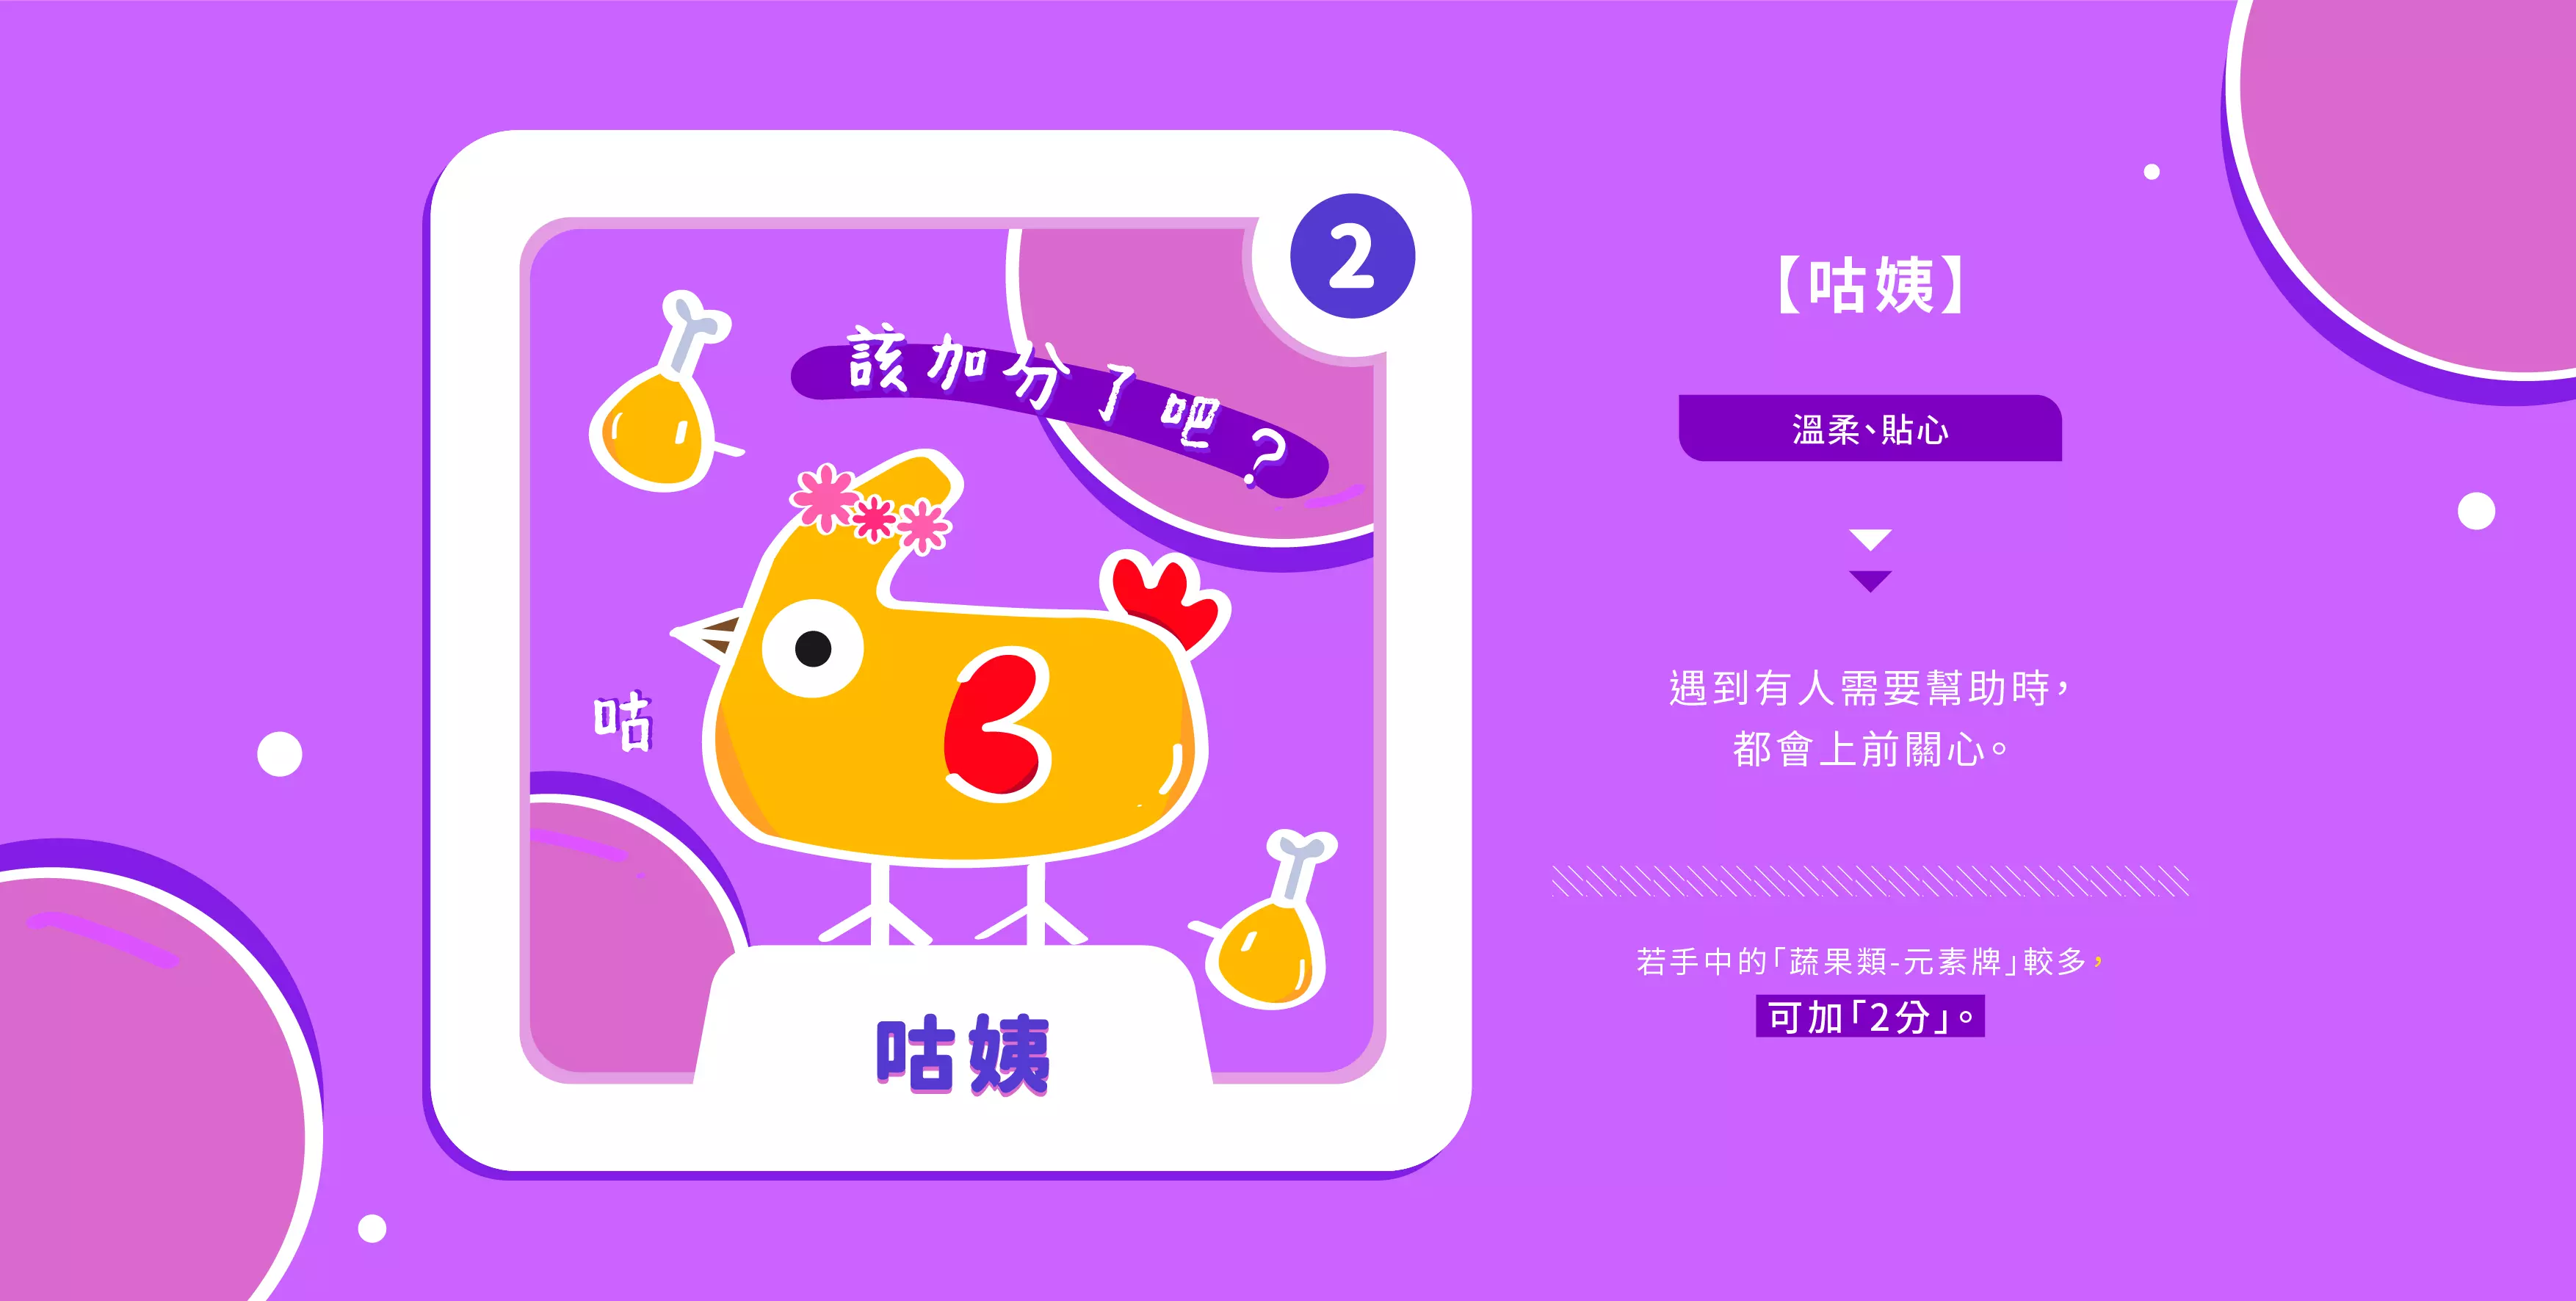 2
該加分了吧？
咕
咕姨
【咕姨】
溫柔、貼心
遇到有人需要幫助時，
都會上前關心。
若手中的「蔬果類-元素牌」較多，
可加「2分」。